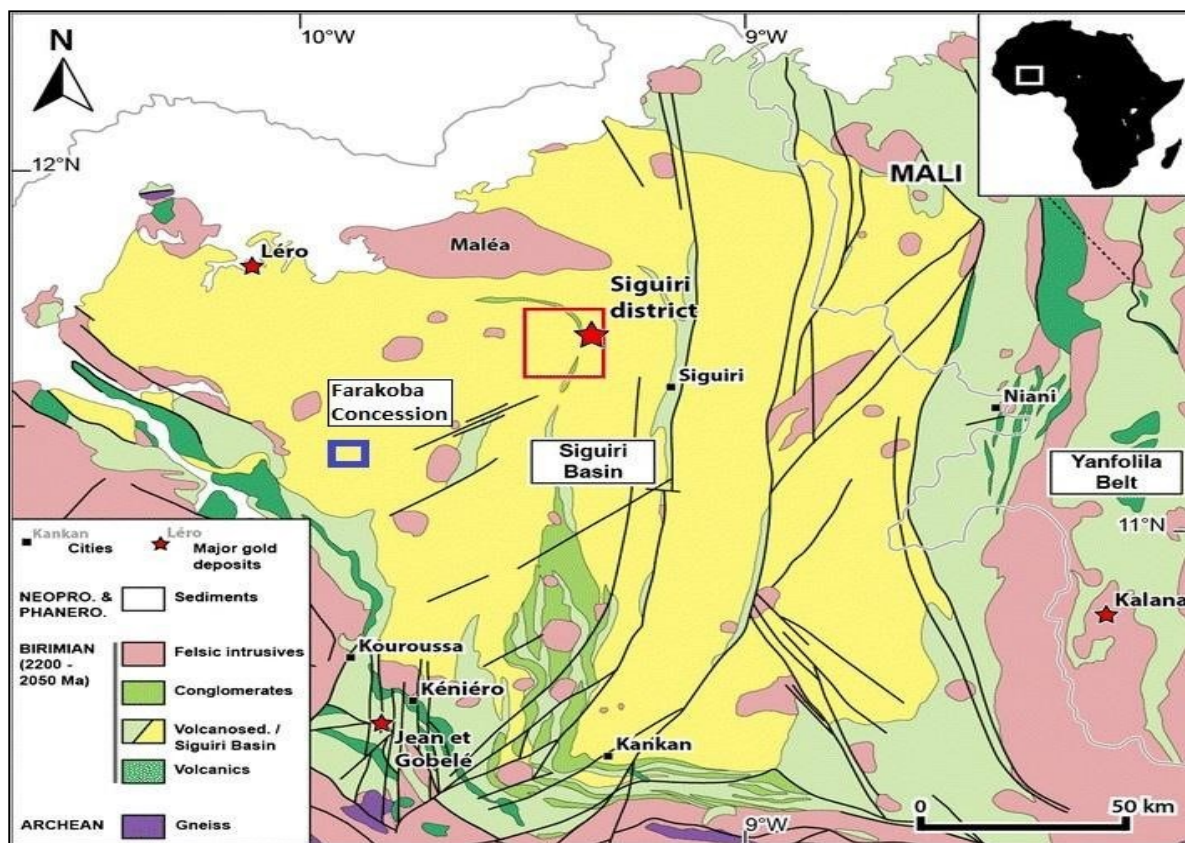 N
10°W
9°W
12°N
MALI
Léro
Maléa
Siguiri
district
Siguiri
Farakoba
Concession
Niani
Siguiri
Basin
Yanfolila
Belt
11°N
Kankan
Cities
Léro
Major gold
deposits
NEOPRO. &
PHANERO.
Sediments
BIRIMIAN
(2200 -
2050 Ma)
Felsic intrusives
Conglomerates
Volcanosed. /
Siguiri Basin
Volcanics
ARCHEAN
Gneiss
Kalana
Kouroussa
Kéniéro
Jean et
Gobelé
Kankan
0 50 km
9°W